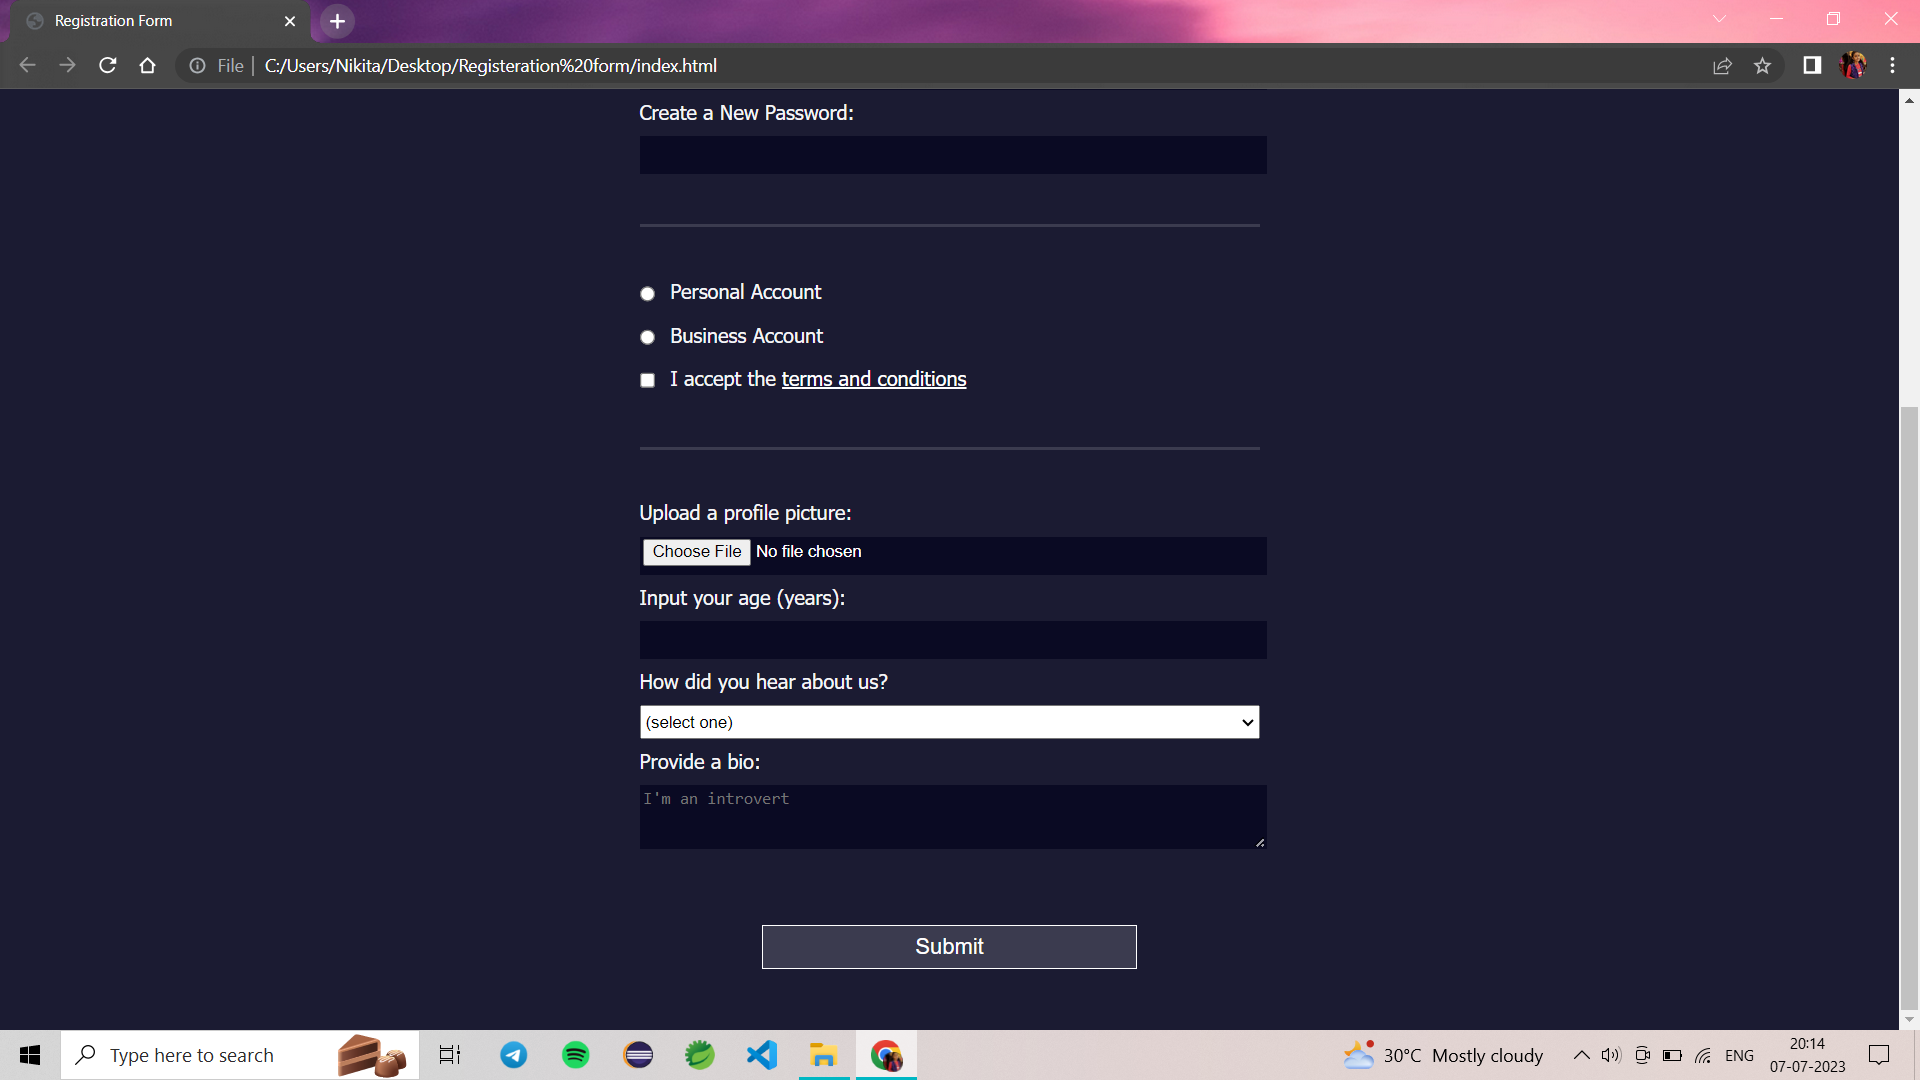 Registration Form
File | C:/Users/Nikita/Desktop/Registeration%20form/index.html
Create a New Password:
Personal Account
Business Account
I accept the terms and conditions
Upload a profile picture:
Choose File No file chosen
Input your age (years):
How did you hear about us?
(select one)
Provide a bio:
I'm an introvert
Submit
Type here to search
30°C Mostly cloudy
ENG
20:14
07-07-2023